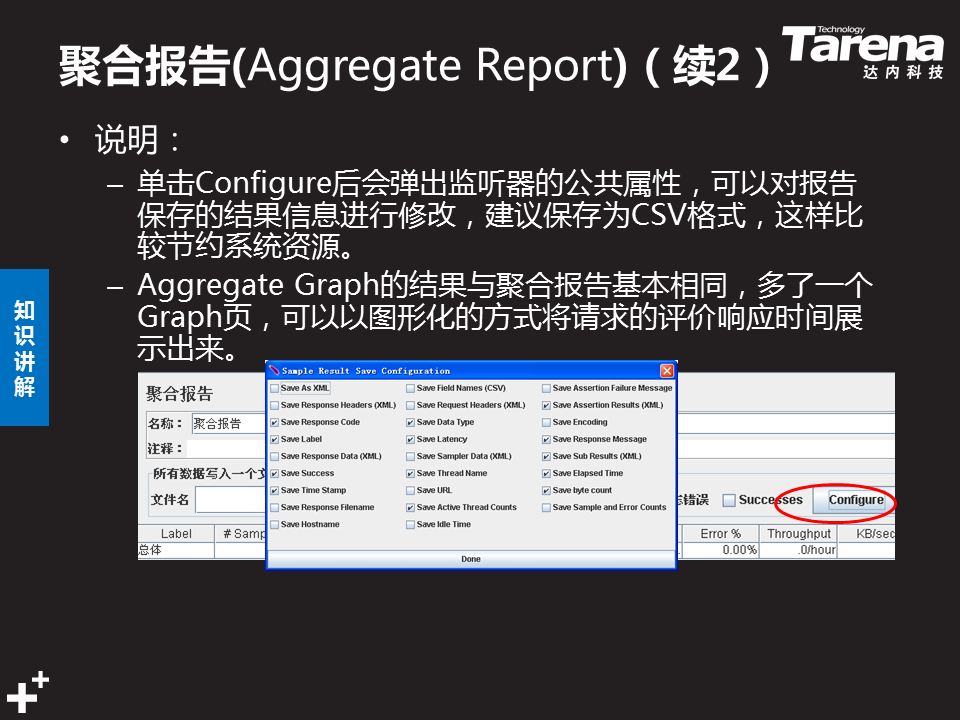 聚合报告(Aggregate Report)（续2）
Technology
Tarena
达内科技
• 说明：
– 单击Configure后会弹出监听器的公共属性，可以对报告
保存的结果信息进行修改，建议保存为CSV格式，这样比
较节约系统资源。
– Aggregate Graph的结果与聚合报告基本相同，多了一个
Graph页，可以以图形化的方式将请求的评价响应时间展
示出来。
知
识
讲
解
聚合报告
名称： 聚合报告
注释：
所有数据写入一个文
文件名
错误 Successes Configure
Label # Samp Error % Throughput KB/sec
总体 0.00% .0/hour
Sample Result Save Configuration
Save As XML Save Field Names (CSV) Save Assertion Failure Message
Save Response Headers (XML) Save Request Headers (XML) Save Assertion Results (XML)
Save Response Code Save Data Type Save Encoding
Save Label Save Latency Save Response Message
Save Response Data (XML) Save Sampler Data (XML) Save Sub Results (XML)
Save Success Save Thread Name Save Elapsed Time
Save Time Stamp Save URL Save byte count
Save Response Filename Save Active Thread Counts Save Sample and Error Counts
Save Hostname Save Idle Time
Done